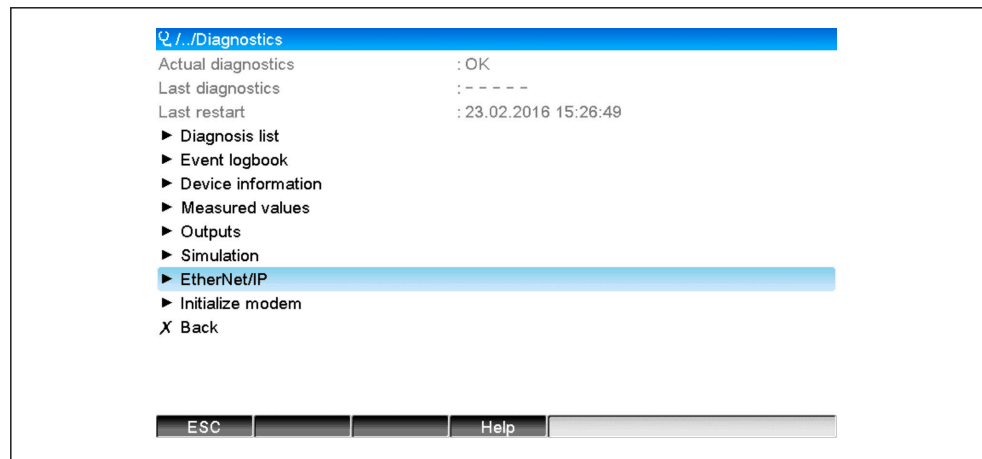 /../Diagnostics
Actual diagnostics : OK
Last diagnostics : - - - - -
Last restart : 23.02.2016 15:26:49
► Diagnosis list
► Event logbook
► Device information
► Measured values
► Outputs
► Simulation
► EtherNet/IP
► Initialize modem
X Back
ESC Help